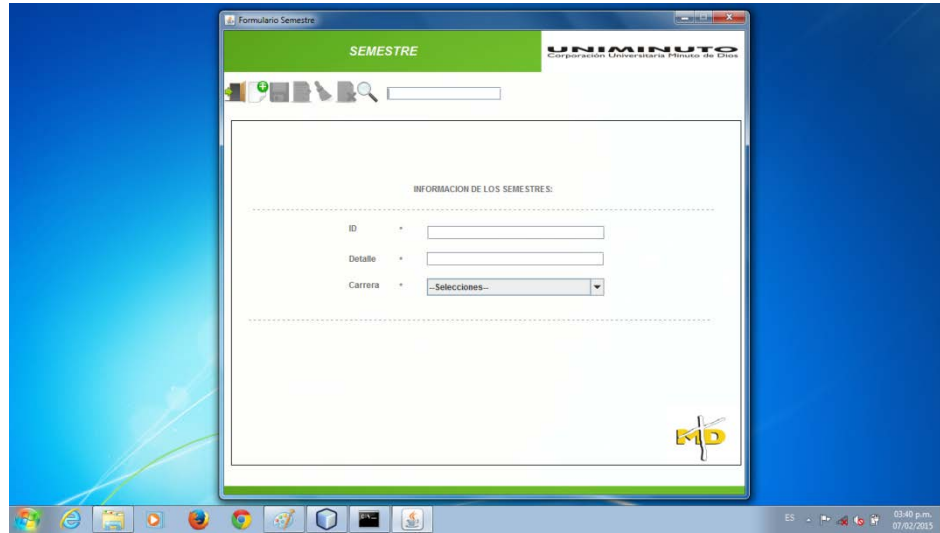 Formulario Semestre
SEMESTRE
UNIMINUTO
Corporación Universitaria Minuto de Dios
INFORMACION DE LOS SEMESTRES:
ID *
Detalle *
Carrera * --Selecciones--
MD
ES
03:40 p.m.
07/02/2015